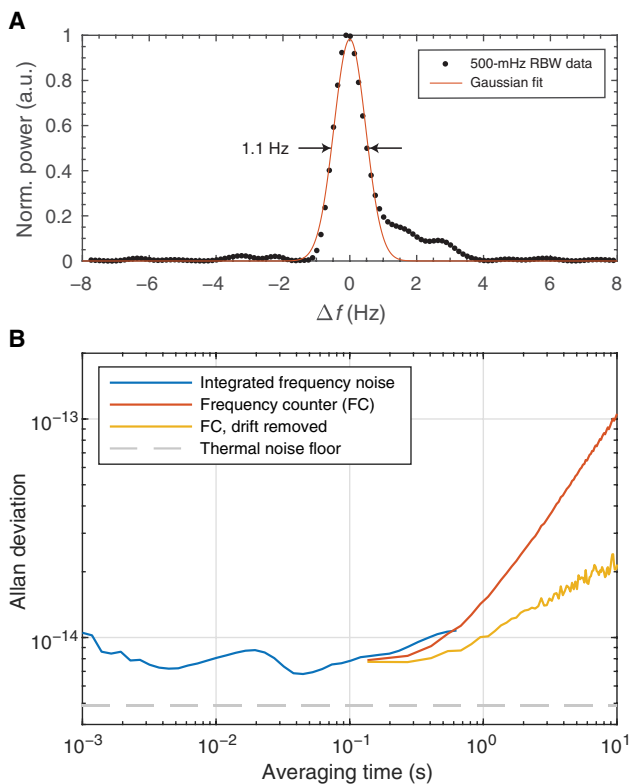 A
Norm. power (a.u.)
1
0.8
0.6
0.4
0.2
0
500-mHz RBW data
Gaussian fit
1.1 Hz
−8 −6 −4 −2 0 2 4 6 8
Δf (Hz)
B
Allan deviation
10⁻¹³
10⁻¹⁴
Integrated frequency noise
Frequency counter (FC)
FC, drift removed
Thermal noise floor
10⁻³ 10⁻² 10⁻¹ 10⁰ 10¹
Averaging time (s)